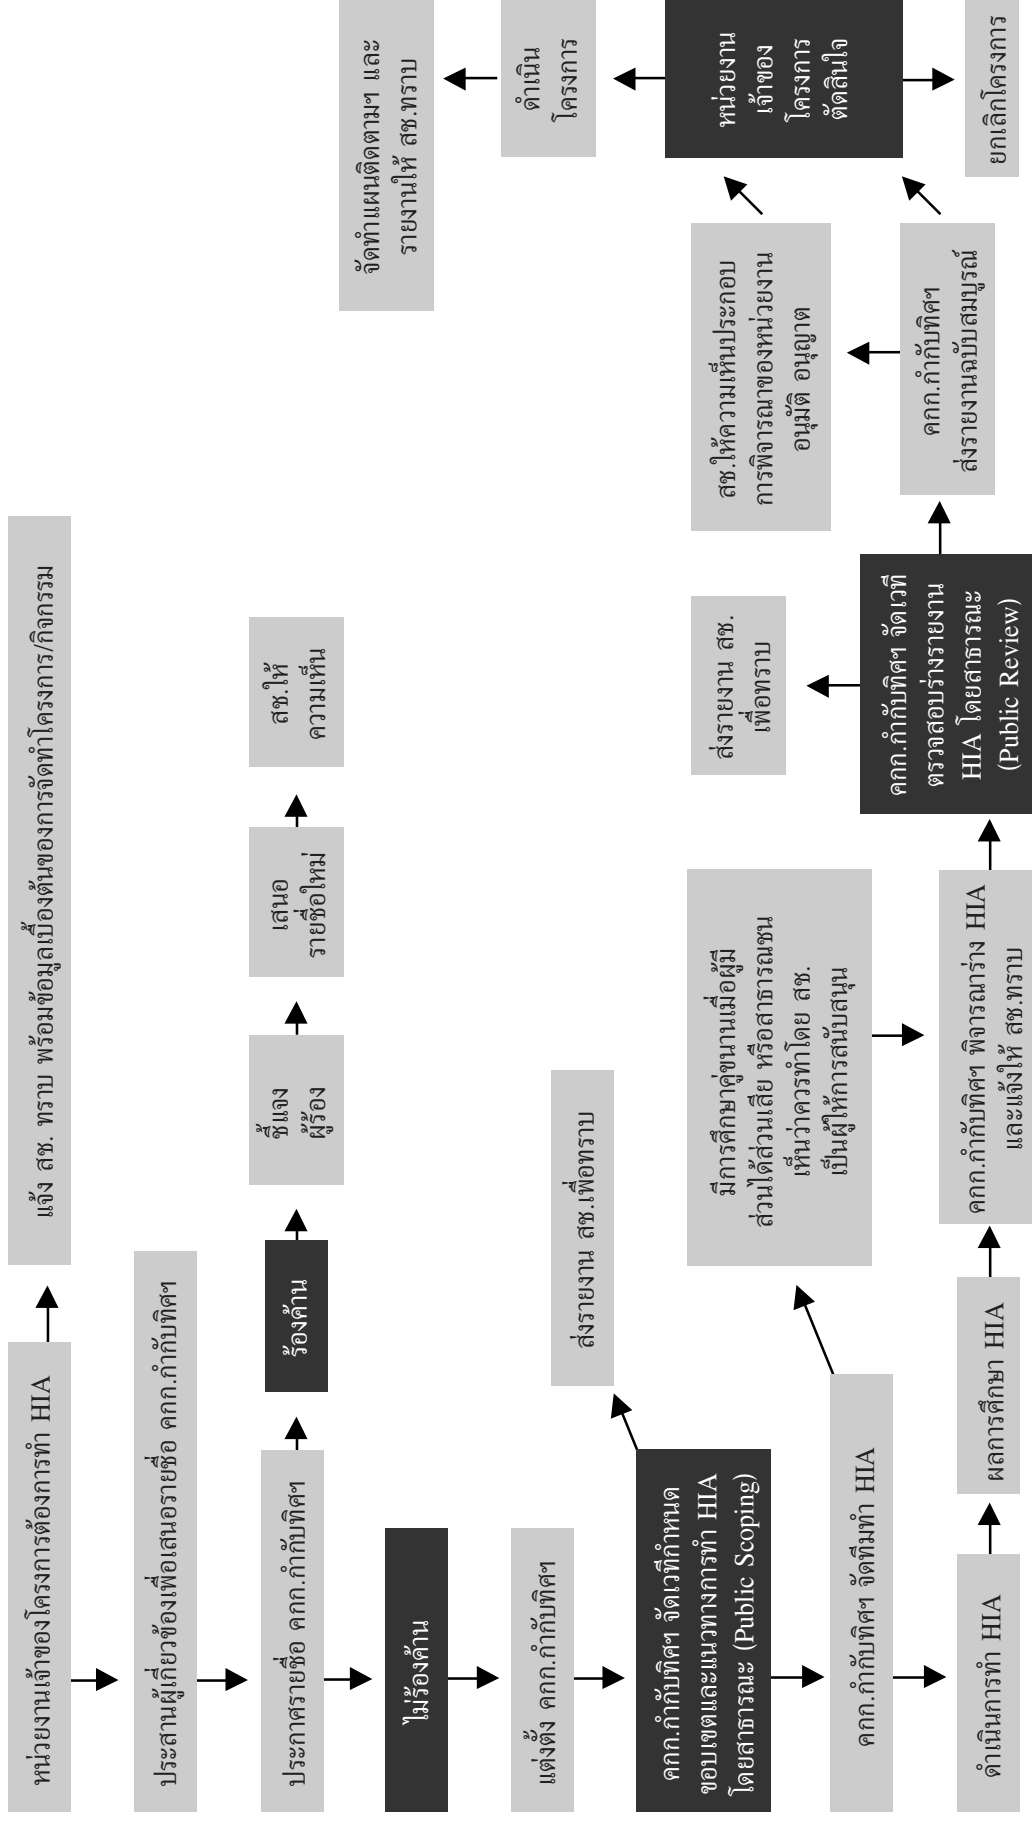 หน่วยงานเจ้าของโครงการต้องการทำ HIA
แจ้ง สช. ทราบ พร้อมข้อมูลเบื้องต้นของการจัดทำโครงการ/กิจกรรม
ประสานผู้เกี่ยวข้องเพื่อเสนอรายชื่อ คกก.กำกับทิศฯ
ประกาศรายชื่อ คกก.กำกับทิศฯ
ร้องค้าน
ชี้แจง
ผู้ร้อง
เสนอ
รายชื่อใหม่
สช.ให้
ความเห็น
ไม่ร้องค้าน
แต่งตั้ง คกก.กำกับทิศฯ
คกก.กำกับทิศฯ จัดเวทีกำหนด
ขอบเขตและแนวทางการทำ HIA
โดยสาธารณะ (Public Scoping)
ส่งรายงาน สช.เพื่อทราบ
คกก.กำกับทิศฯ จัดทีมทำ HIA
มีการศึกษาคู่ขนานเมื่อผู้มี
ส่วนได้ส่วนเสีย หรือสาธารณชน
เห็นว่าควรทำโดย สช.
เป็นผู้ให้การสนับสนุน
ดำเนินการทำ HIA
ผลการศึกษา HIA
คกก.กำกับทิศฯ พิจารณาร่าง HIA
และแจ้งให้ สช.ทราบ
คกก.กำกับทิศฯ จัดเวที
ตรวจสอบร่างรายงาน
HIA โดยสาธารณะ
(Public Review)
ส่งรายงาน สช.
เพื่อทราบ
คกก.กำกับทิศฯ
ส่งรายงานฉบับสมบูรณ์
สช.ให้ความเห็นประกอบ
การพิจารณาของหน่วยงาน
อนุมัติ อนุญาต
หน่วยงาน
เจ้าของ
โครงการ
ตัดสินใจ
ยกเลิกโครงการ
ดำเนิน
โครงการ
จัดทำแผนติดตามฯ และ
รายงานให้ สช.ทราบ